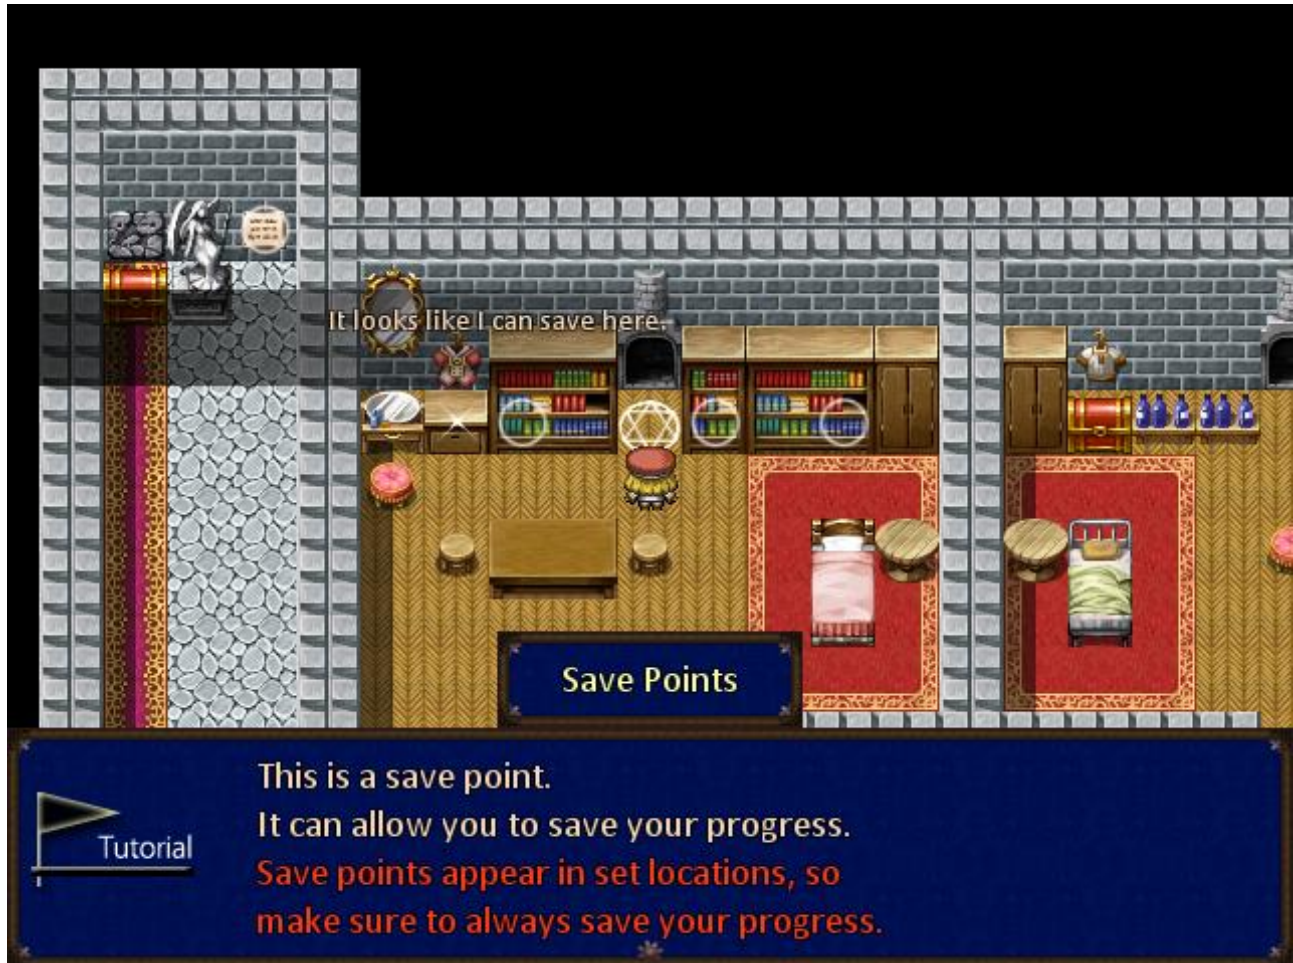 It looks like I can save here.
Save Points
Tutorial
This is a save point.
It can allow you to save your progress.
Save points appear in set locations, so
make sure to always save your progress.